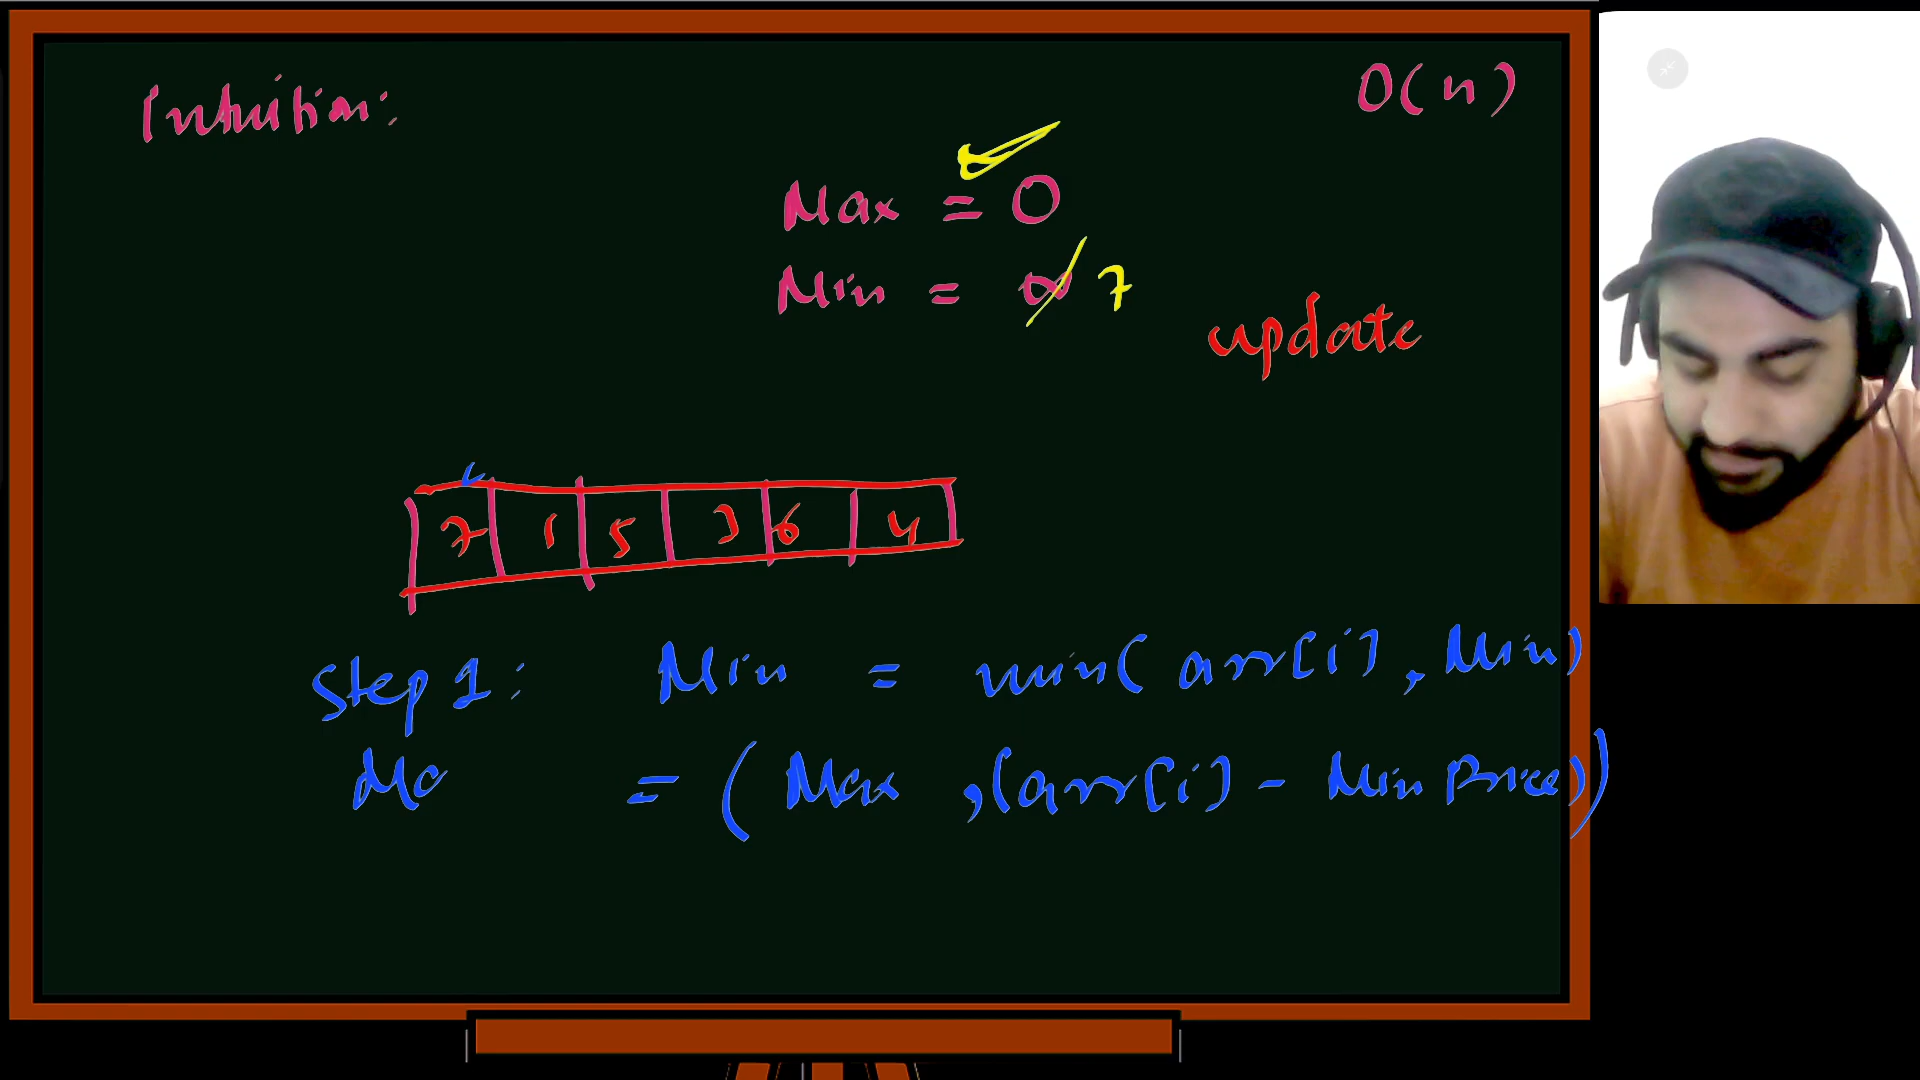 Intuition:
O(n)
Max = 0
Min = ∞ 7
update
7 1 5 3 6 4
Step 1: Min = min( arr[i] , Min)
Ma = ( Max ,(arr[i] - Min Price))